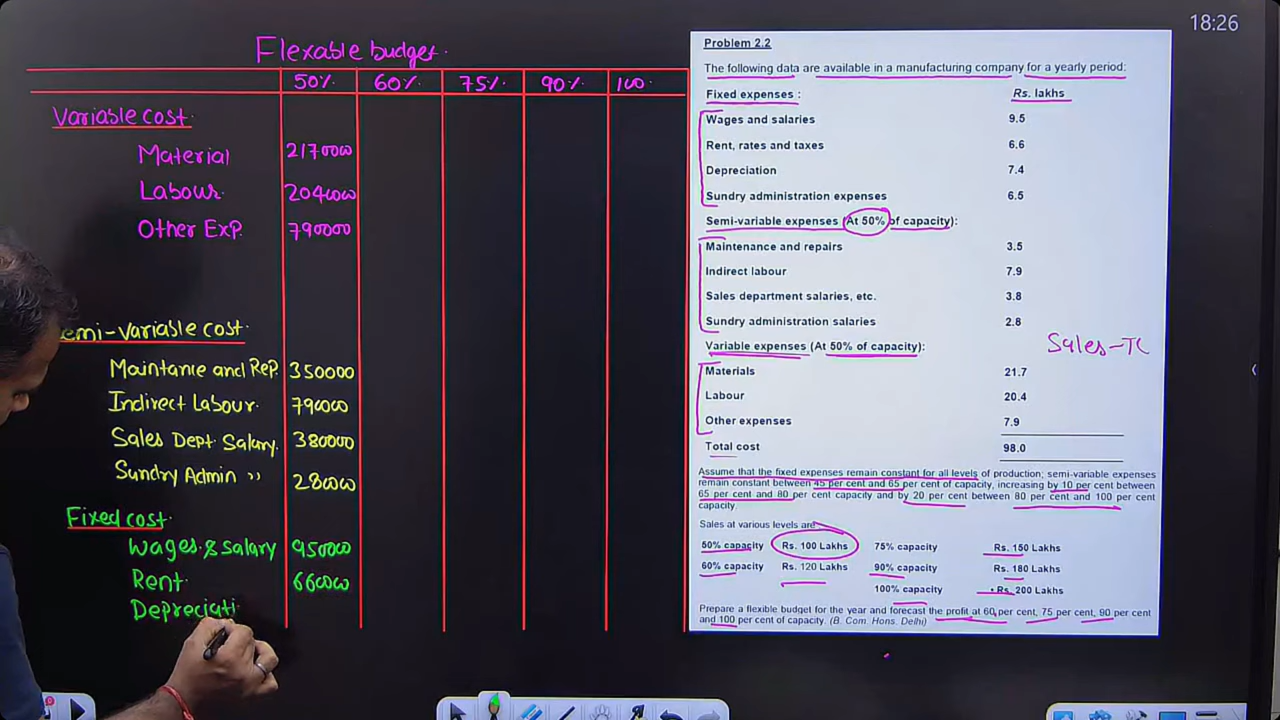 18:26
Flexable budget.
50%. 60%. 75%. 90%. 100.
Variable cost.
Material 2170000
Labour. 2040000
Other Exp. 790000
emi-variable cost.
Maintance and Rep. 350000
Indirect Labour. 790000
Sales Dept Salary. 380000
Sundry Admin ,, 280000
Fixed cost.
Wages & Salary 950000
Rent. 660000
Depreciati
Problem 2.2
The following data are available in a manufacturing company for a yearly period:
Fixed expenses : Rs. lakhs
Wages and salaries 9.5
Rent, rates and taxes 6.6
Depreciation 7.4
Sundry administration expenses 6.5
Semi-variable expenses (At 50% of capacity):
Maintenance and repairs 3.5
Indirect labour 7.9
Sales department salaries, etc. 3.8
Sundry administration salaries 2.8
Variable expenses (At 50% of capacity):
Sales-TC
Materials 21.7
Labour 20.4
Other expenses 7.9
Total cost 98.0
Assume that the fixed expenses remain constant for all levels of production; semi-variable expenses
remain constant between 45 per cent and 65 per cent of capacity, increasing by 10 per cent between
65 per cent and 80 per cent capacity and by 20 per cent between 80 per cent and 100 per cent
capacity.
Sales at various levels are
50% capacity Rs. 100 Lakhs 75% capacity Rs. 150 Lakhs
60% capacity Rs. 120 Lakhs 90% capacity Rs. 180 Lakhs
100% capacity Rs. 200 Lakhs
Prepare a flexible budget for the year and forecast the profit at 60 per cent, 75 per cent, 90 per cent
and 100 per cent of capacity. (B. Com. Hons. Delhi)